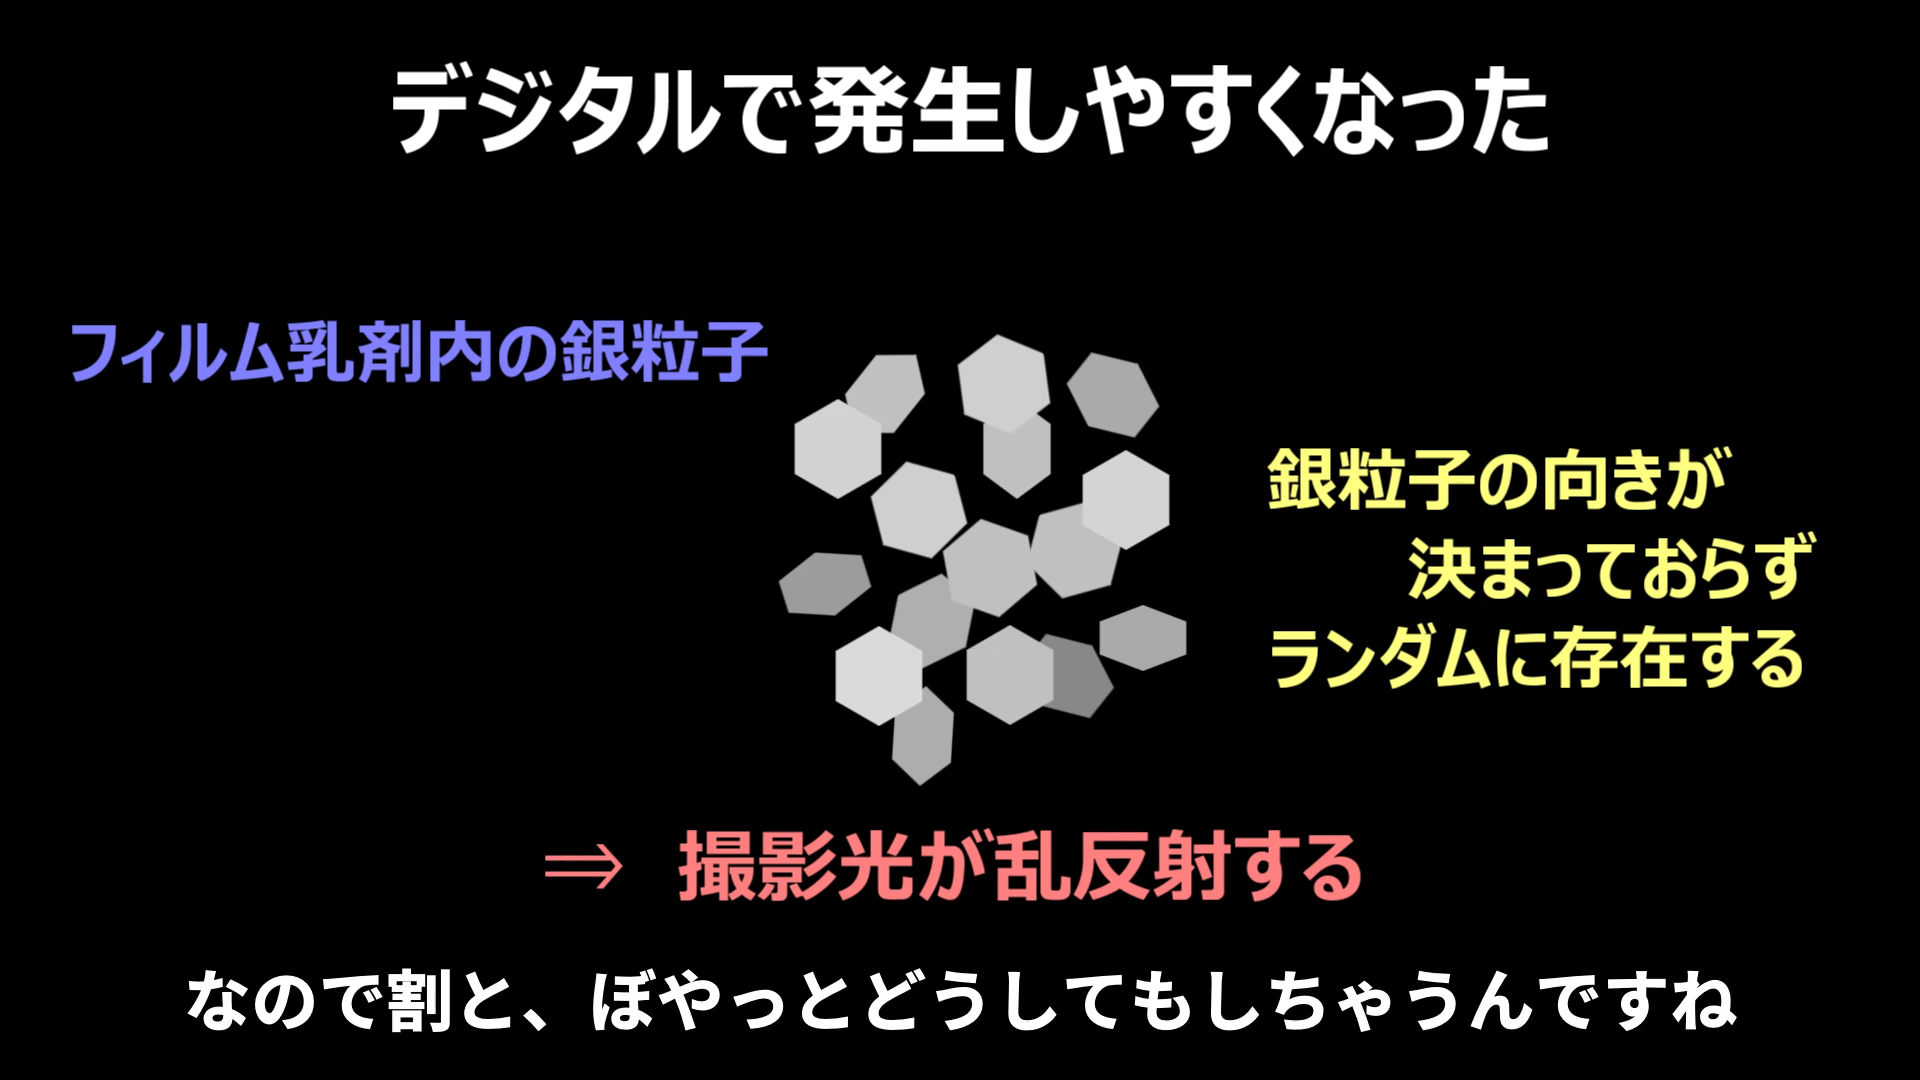 デジタルで発生しやすくなった
フィルム乳剤内の銀粒子
銀粒子の向きが
決まっておらず
ランダムに存在する
⇒ 撮影光が乱反射する
なので割と、ぼやっとどうしてもしちゃうんですね